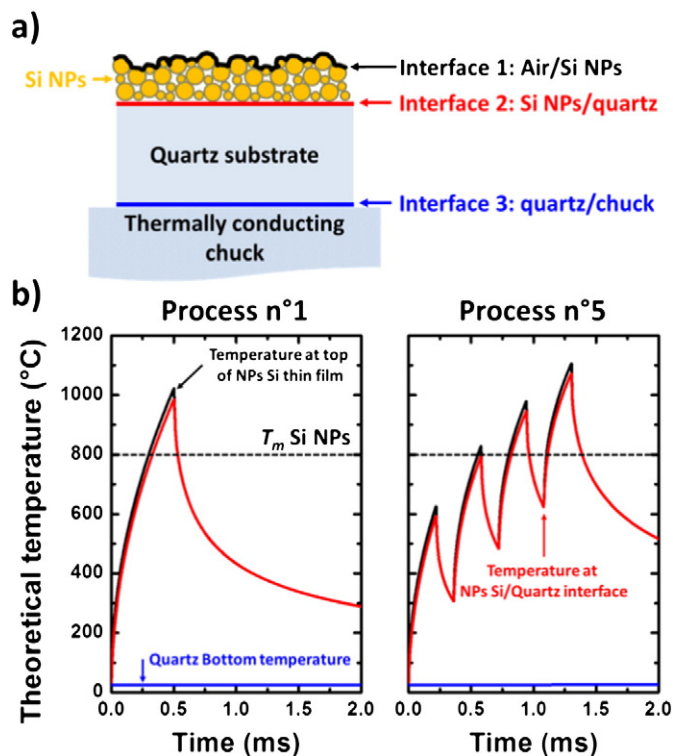 a)
Si NPs
Interface 1: Air/Si NPs
Interface 2: Si NPs/quartz
Quartz substrate
Interface 3: quartz/chuck
Thermally conducting
chuck
b)
Process n°1
Process n°5
Theoretical temperature (°C)
1200
1000
800
600
400
200
0
Temperature at top
of NPs Si thin film
Tm Si NPs
Quartz Bottom temperature
Temperature at
NPs Si/Quartz interface
0.0 0.5 1.0 1.5 2.0
0.0 0.5 1.0 1.5 2.0
Time (ms)
Time (ms)